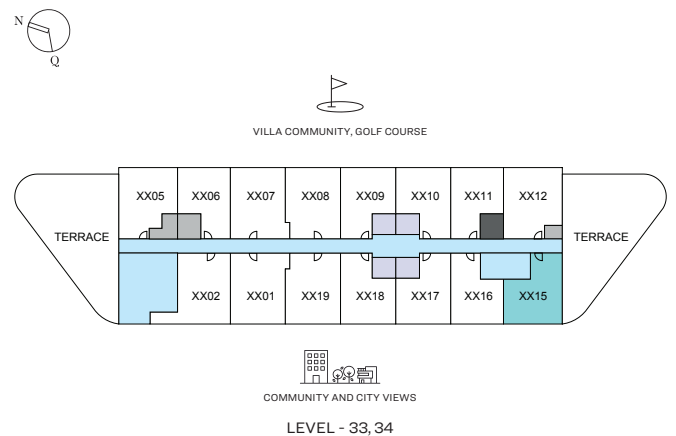 N
Q
VILLA COMMUNITY, GOLF COURSE
XX05 XX06 XX07 XX08 XX09 XX10 XX11 XX12
TERRACE TERRACE
XX02 XX01 XX19 XX18 XX17 XX16 XX15
COMMUNITY AND CITY VIEWS
LEVEL - 33, 34